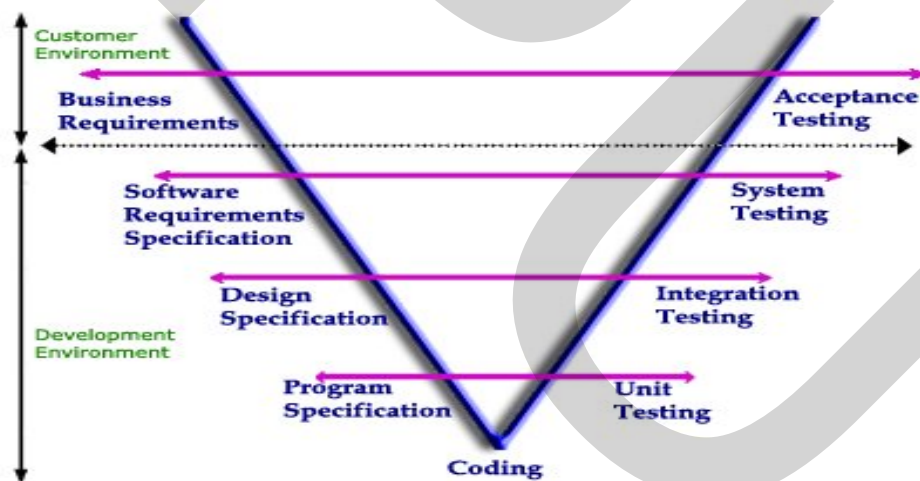 Customer
Environment
Business
Requirements
Acceptance
Testing
Software
Requirements
Specification
System
Testing
Design
Specification
Integration
Testing
Development
Environment
Program
Specification
Unit
Testing
Coding